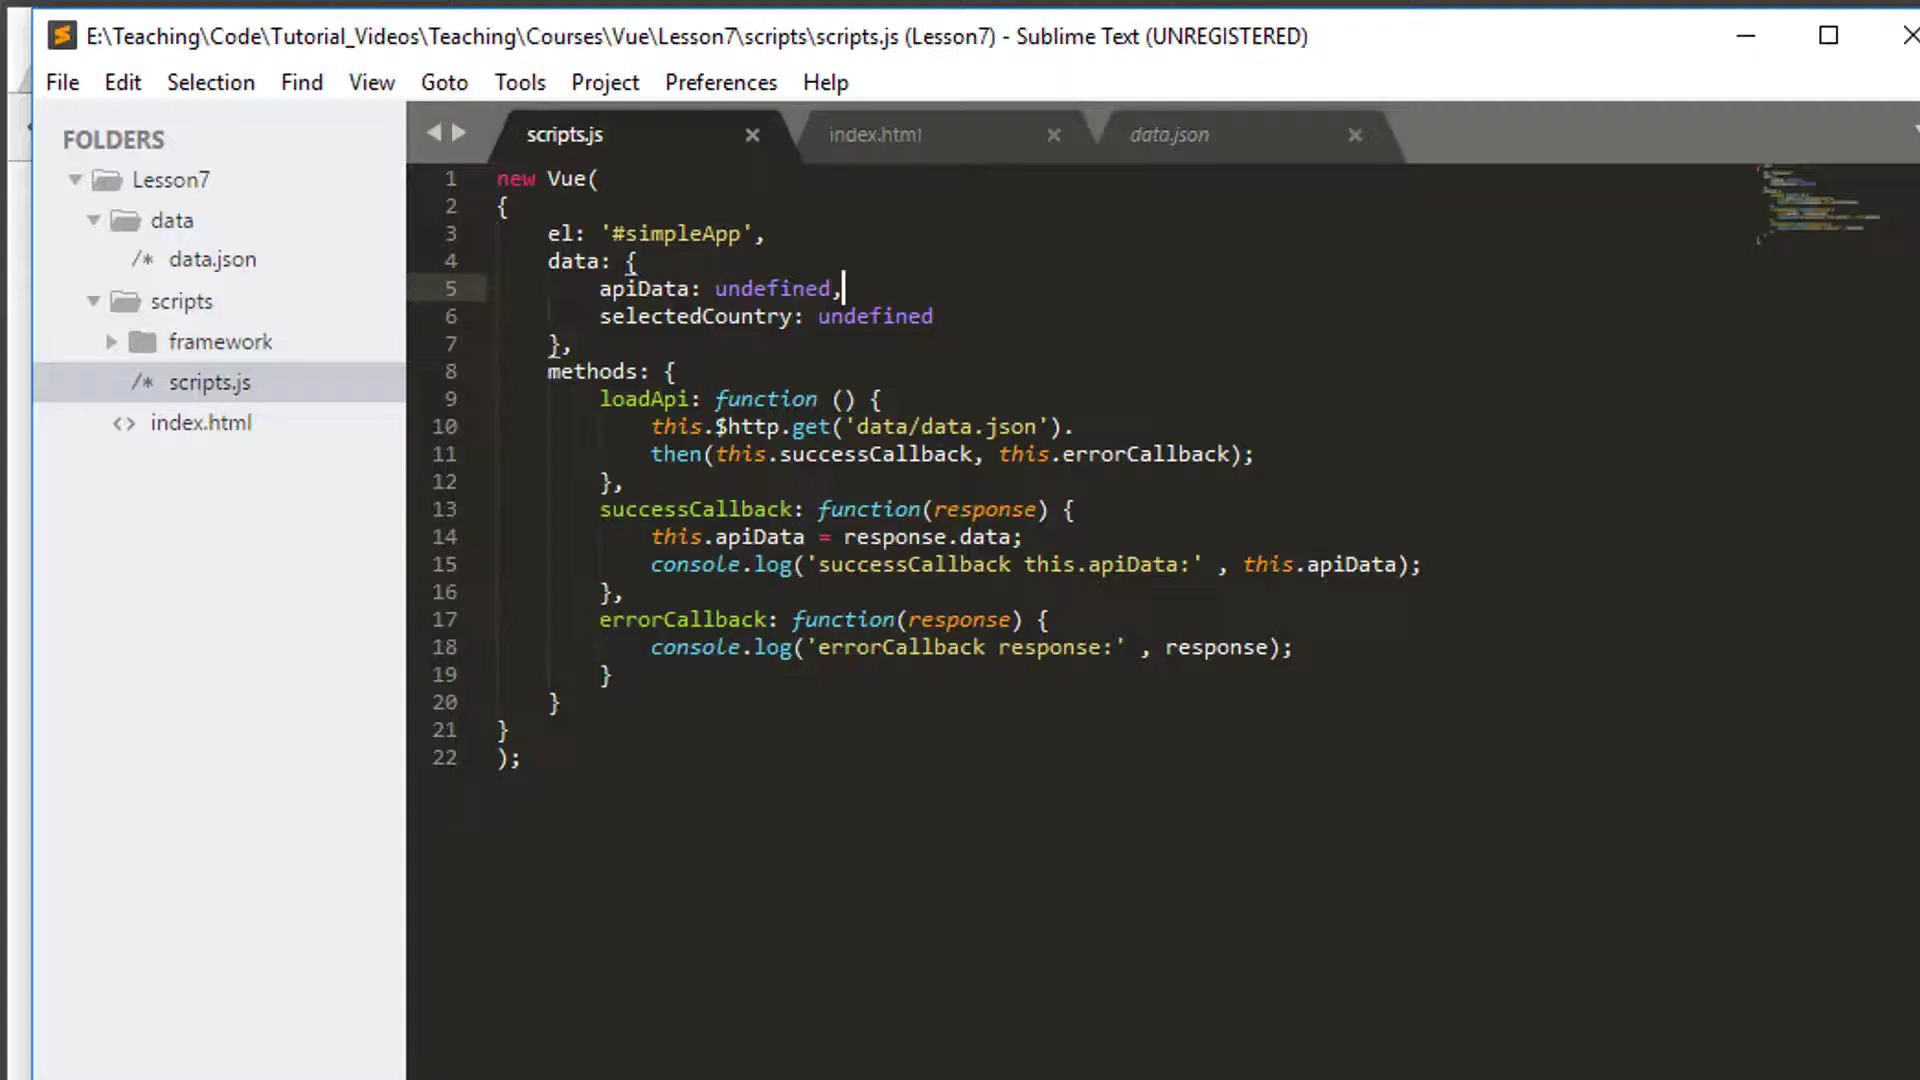 E:\Teaching\Code\Tutorial_Videos\Teaching\Courses\Vue\Lesson7\scripts\scripts.js (Lesson7) - Sublime Text (UNREGISTERED)
File Edit Selection Find View Goto Tools Project Preferences Help
FOLDERS
Lesson7
data
/* data.json
scripts
framework
/* scripts.js
<> index.html
scripts.js index.html data.json
1 new Vue(
2 {
3     el: '#simpleApp',
4     data: {
5         apiData: undefined,
6         selectedCountry: undefined
7     },
8     methods: {
9         loadApi: function () {
10             this.$http.get('data/data.json').
11             then(this.successCallback, this.errorCallback);
12         },
13         successCallback: function(response) {
14             this.apiData = response.data;
15             console.log('successCallback this.apiData:' , this.apiData);
16         },
17         errorCallback: function(response) {
18             console.log('errorCallback response:' , response);
19         }
20     }
21 }
22 );